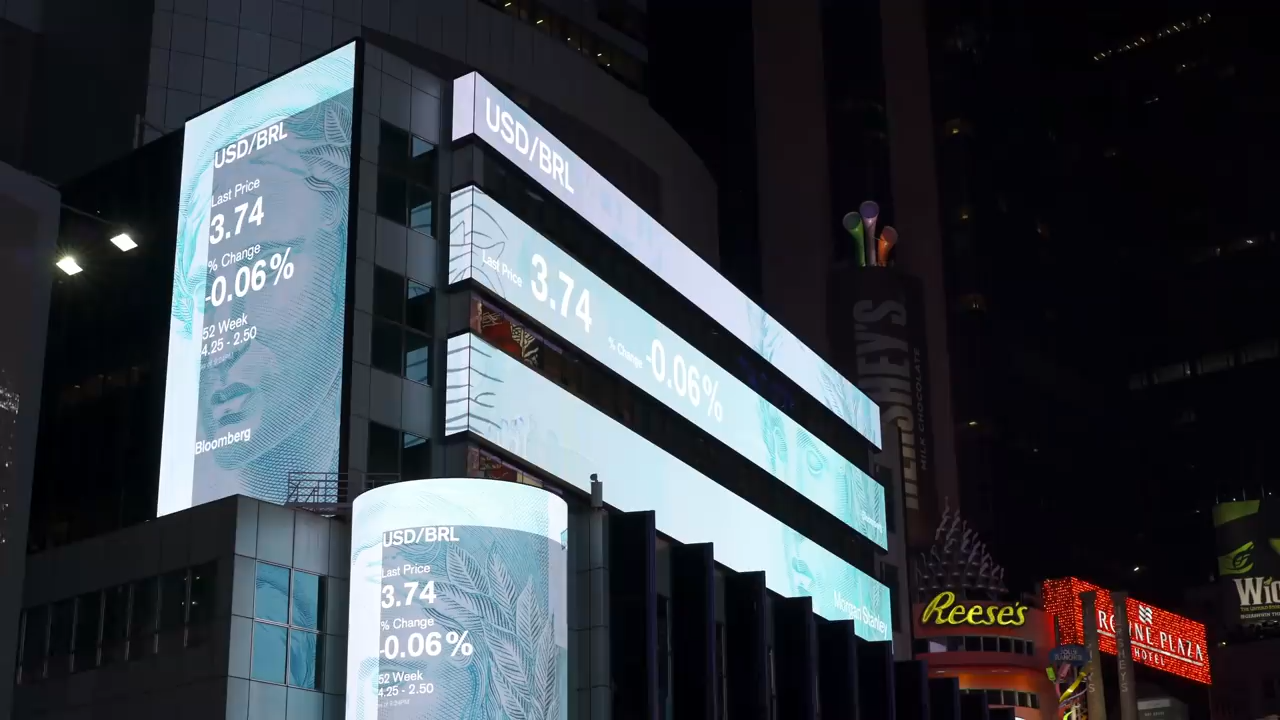 USD/BRL
Last Price
3.74
% Change
-0.06%
52 Week
4.25 - 2.50
Bloomberg
USD/BRL
Last Price 3.74 % Change -0.06%
Morgan Stanley
USD/BRL
Last Price
3.74
% Change
-0.06%
52 Week
4.25 - 2.50
HERSHEY'S
MILK CHOCOLATE
Reese's
PLAZA
HOTEL